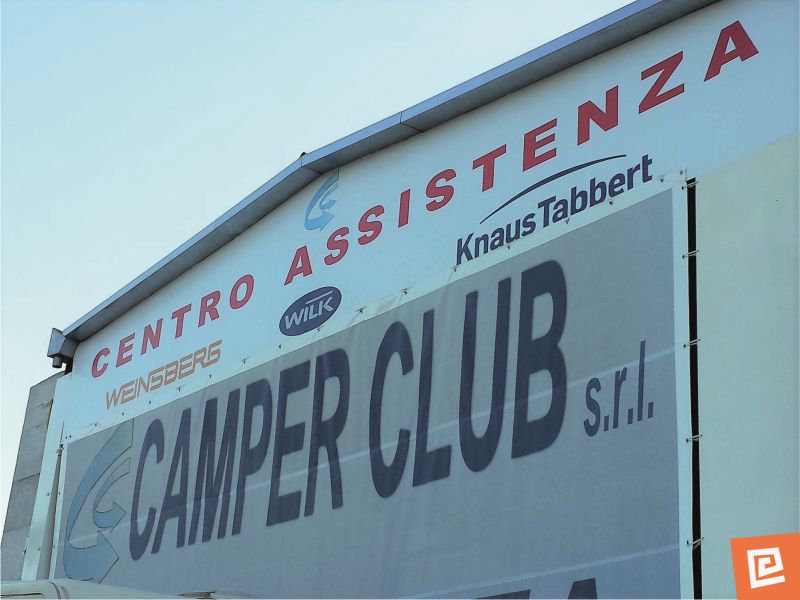 CENTRO ASSISTENZA
WEINSBERG
WILK
KnausTabbert
CAMPER CLUB s.r.l.